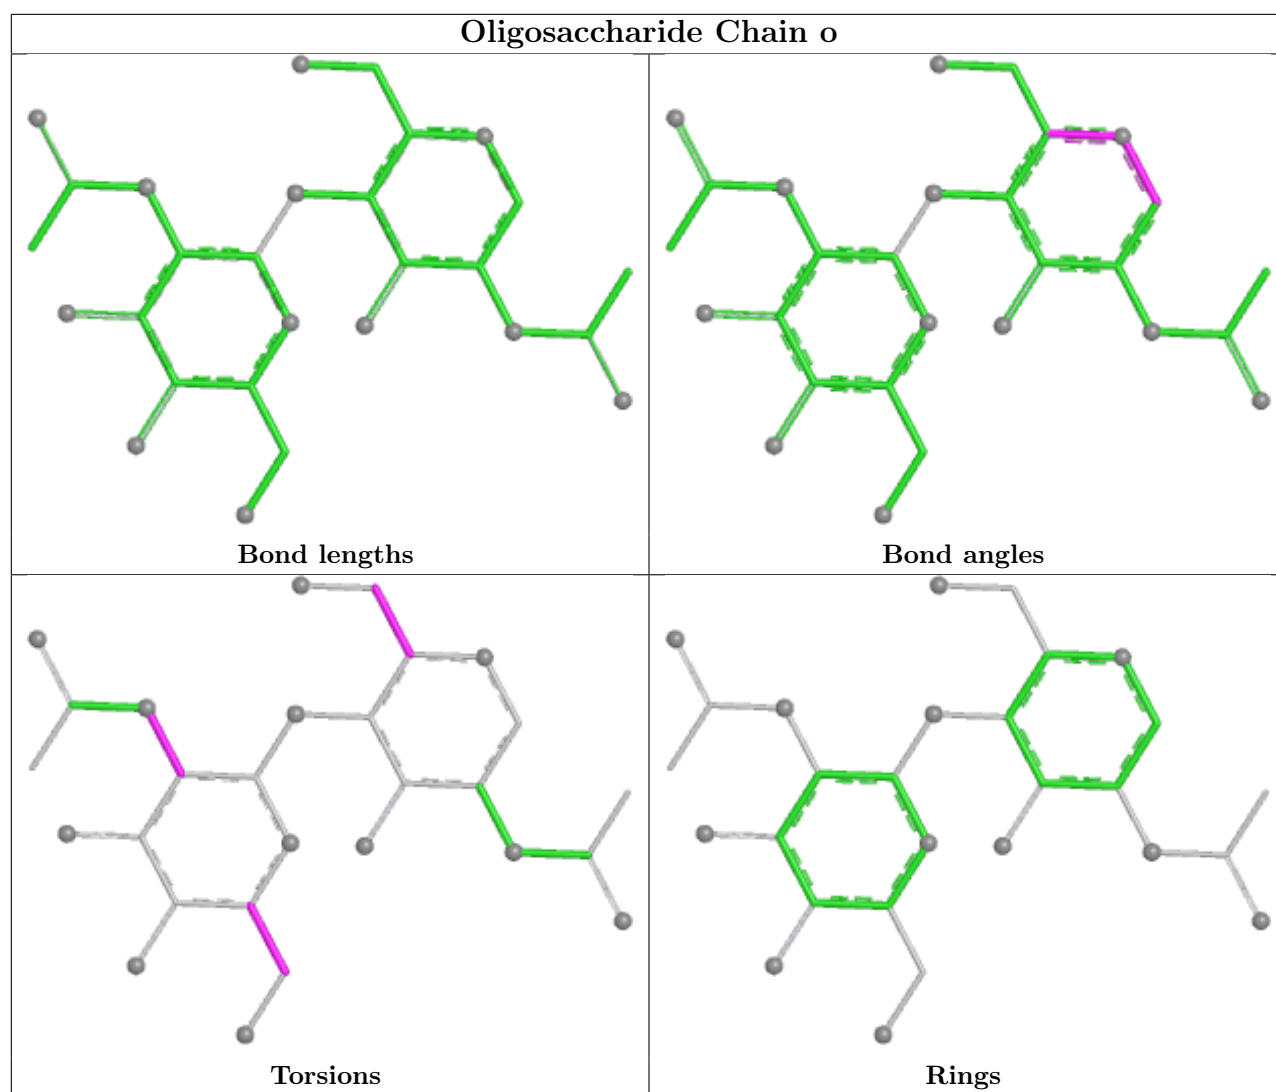 Oligosaccharide Chain o
Bond lengths
Bond angles
Torsions
Rings